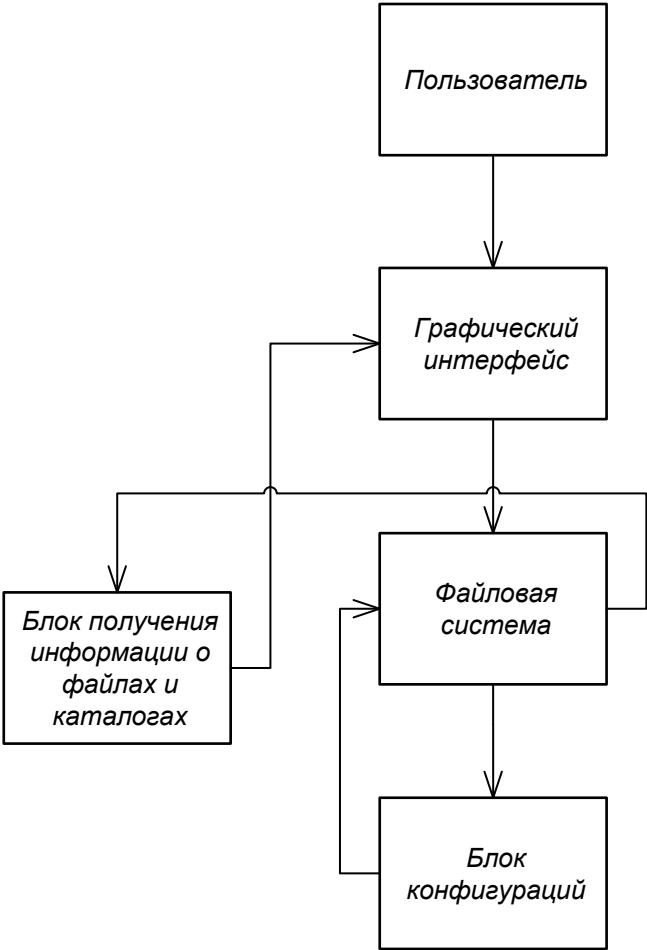 Пользователь
Графический
интерфейс
Файловая
система
Блок получения
информации о
файлах и
каталогах
Блок
конфигураций